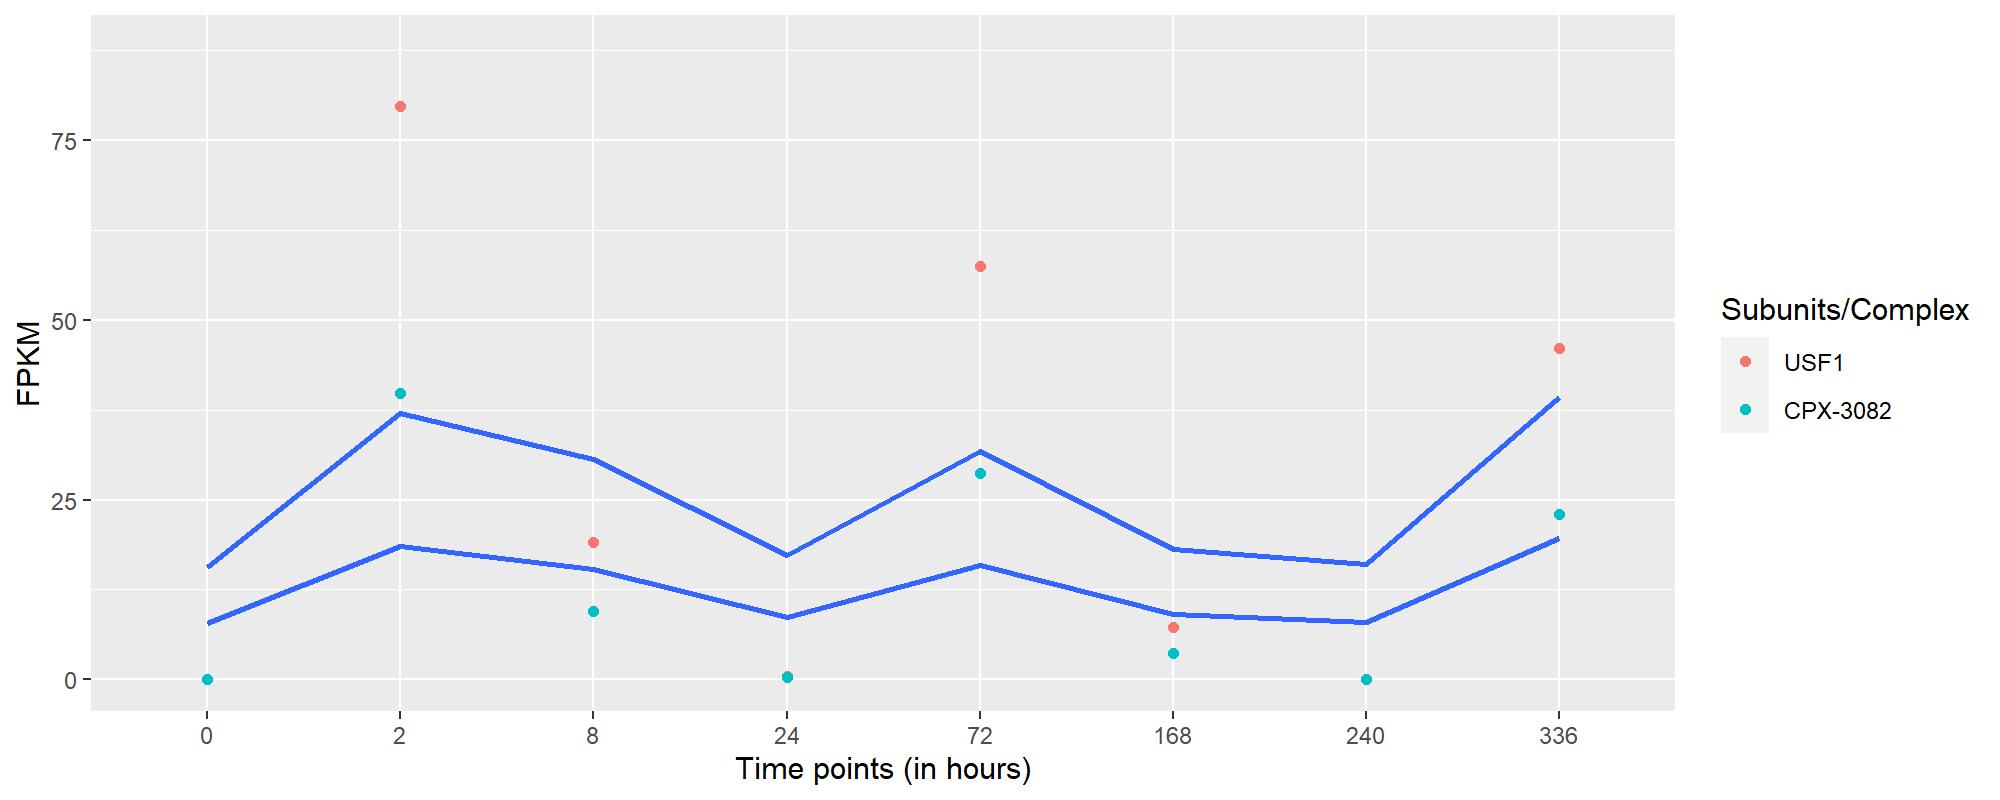 FPKM
75
50
25
0
0 2 8 24 72 168 240 336
Time points (in hours)
Subunits/Complex
USF1
CPX-3082